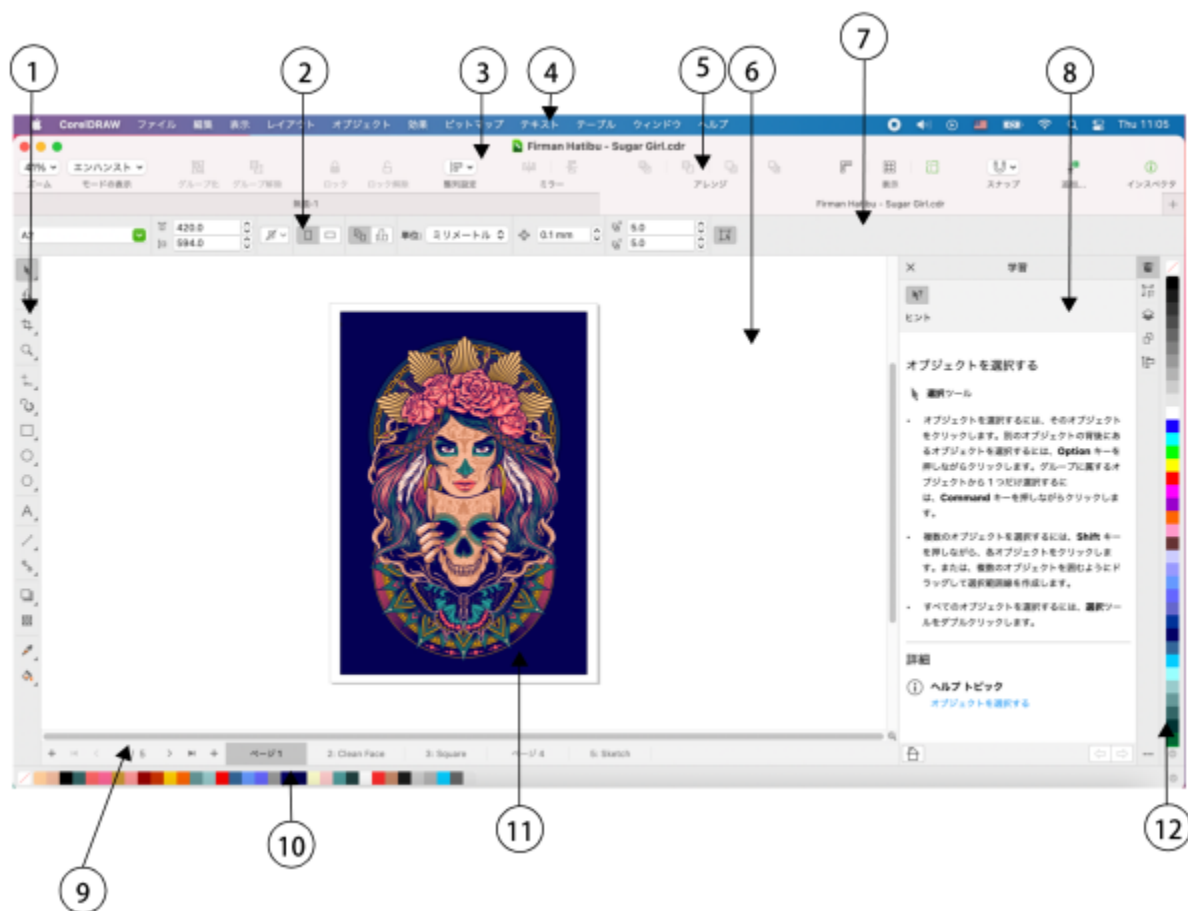 1
2
3
4
5
6
7
8
CorelDRAW ファイル 編集 表示 レイアウト オブジェクト 効果 ビットマップ テキスト テーブル ウィンドウ ヘルプ
Thu 11:05
Firman Hatibu - Sugar Girl.cdr
エンハンスト
ズーム モードの表示 グループ化 グループ解除 ロック ロック解除 整列設定 ミラー アレンジ 表示 スナップ インスペクタ
Firman Hatibu - Sugar Girl.cdr
A2
420.0
594.0
単位: ミリメートル
0.1 mm
5.0
5.0
学習
ヒント
オブジェクトを選択する
選択ツール
• オブジェクトを選択するには、そのオブジェクト
をクリックします。別のオブジェクトの背後にあ
るオブジェクトを選択するには、Option キーを
押しながらクリックします。グループに属するオ
ブジェクトから 1 つだけ選択するに
は、Command キーを押しながらクリックしま
す。
• 複数のオブジェクトを選択するには、Shift キー
を押しながら、各オブジェクトをクリックしま
す。または、複数のオブジェクトを囲むようにド
ラッグして選択範囲線を作成します。
• すべてのオブジェクトを選択するには、選択ツー
ルをダブルクリックします。
詳細
ヘルプ トピック
オブジェクトを選択する
5
ページ 1 2: Clean Face 3: Square ページ 4 5: Sketch
9
10
11
12